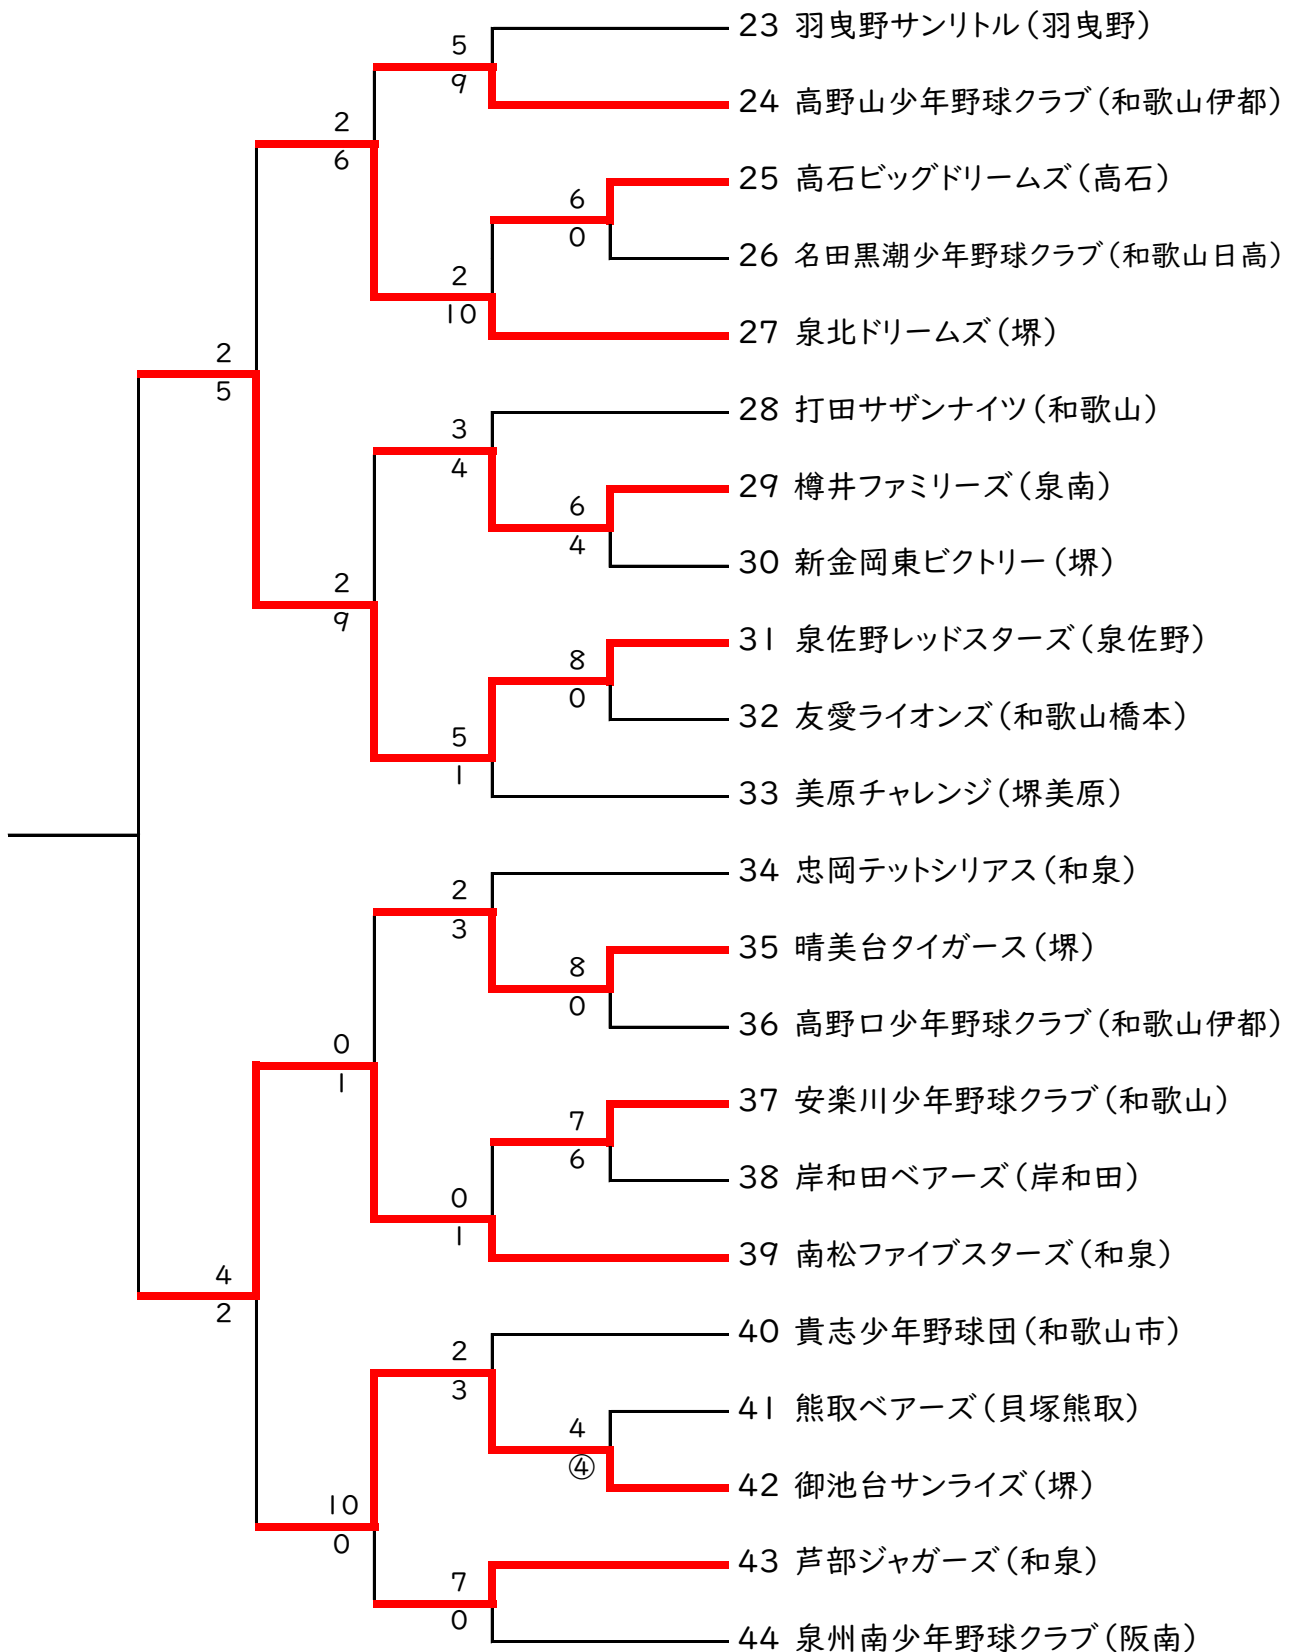 23 羽曳野サンリトル(羽曳野)
5
9
24 高野山少年野球クラブ(和歌山伊都)
2
6
25 高石ビッグドリームズ(高石)
6
0
26 名田黒潮少年野球クラブ(和歌山日高)
2
10
27 泉北ドリームズ(堺)
2
5
28 打田サザンナイツ(和歌山)
3
4
29 樽井ファミリーズ(泉南)
6
4
30 新金岡東ビクトリー(堺)
2
9
31 泉佐野レッドスターズ(泉佐野)
8
0
32 友愛ライオンズ(和歌山橋本)
5
1
33 美原チャレンジ(堺美原)
34 忠岡テットシリアス(和泉)
2
3
35 晴美台タイガース(堺)
8
0
36 高野口少年野球クラブ(和歌山伊都)
0
1
37 安楽川少年野球クラブ(和歌山)
7
6
38 岸和田ベアーズ(岸和田)
0
1
39 南松ファイブスターズ(和泉)
4
2
40 貴志少年野球団(和歌山市)
2
3
41 熊取ベアーズ(貝塚熊取)
4
④
42 御池台サンライズ(堺)
10
0
43 芦部ジャガーズ(和泉)
7
0
44 泉州南少年野球クラブ(阪南)